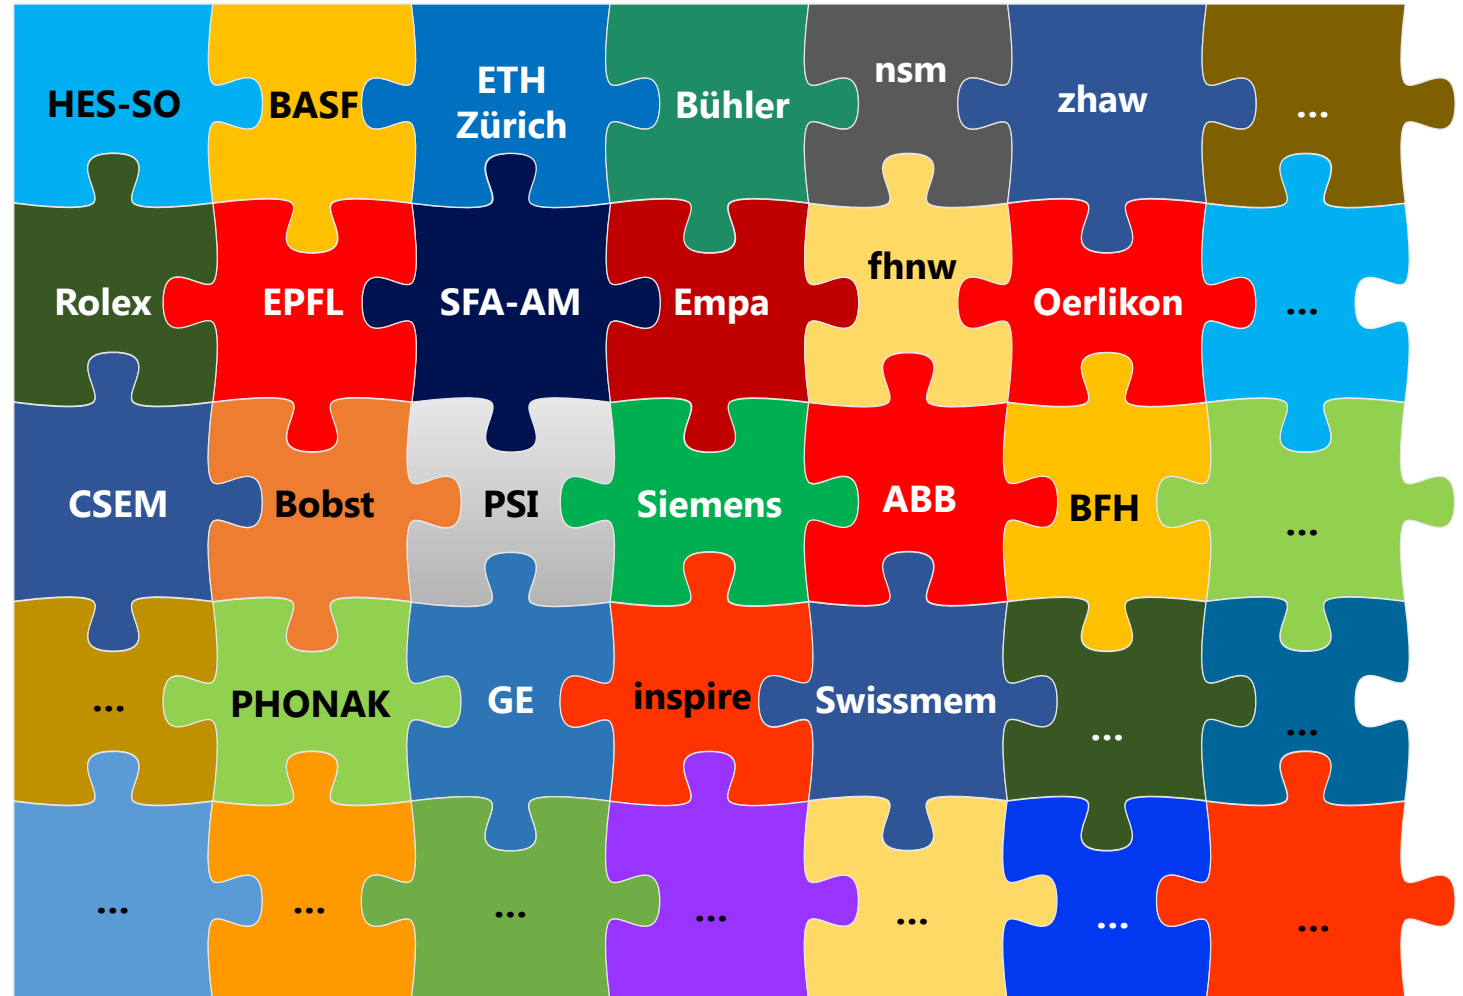 HES-SO
BASF
ETH
Zürich
Bühler
nsm
zhaw
...
Rolex
EPFL
SFA-AM
Empa
fhnw
Oerlikon
...
CSEM
Bobst
PSI
Siemens
ABB
BFH
...
...
PHONAK
GE
inspire
Swissmem
...
...
...
...
...
...
...
...
...